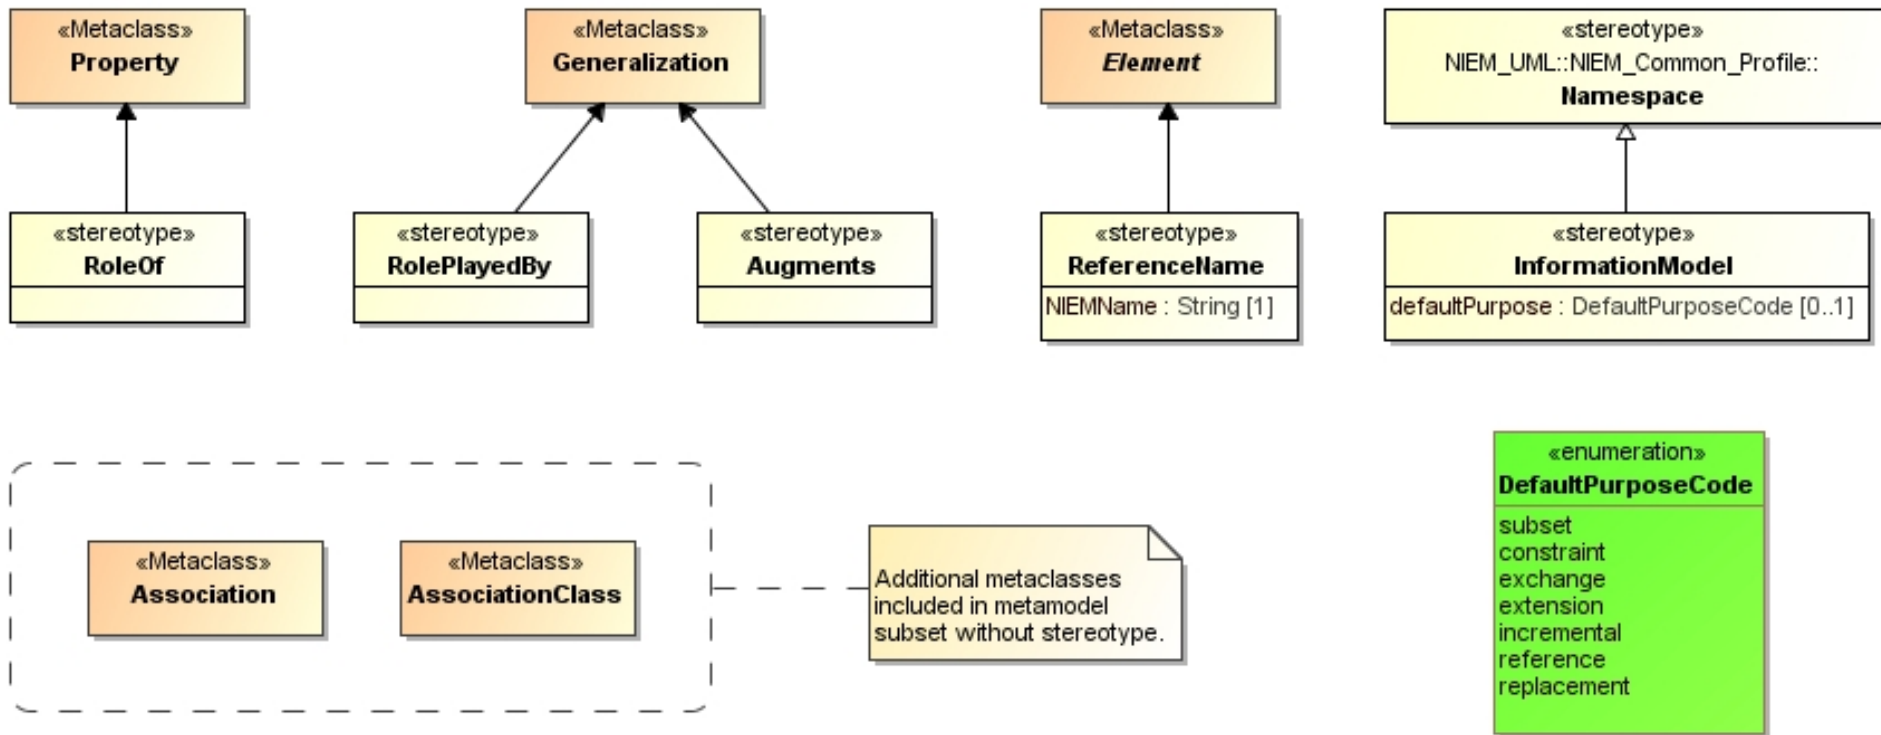 «Metaclass»
Property
«Metaclass»
Generalization
«Metaclass»
Element
«stereotype»
NIEM_UML::NIEM_Common_Profile::
Namespace
«stereotype»
RoleOf
«stereotype»
RolePlayedBy
«stereotype»
Augments
«stereotype»
ReferenceName
NIEMName : String [1]
«stereotype»
InformationModel
defaultPurpose : DefaultPurposeCode [0..1]
«Metaclass»
Association
«Metaclass»
AssociationClass
Additional metaclasses
included in metamodel
subset without stereotype.
«enumeration»
DefaultPurposeCode
subset
constraint
exchange
extension
incremental
reference
replacement